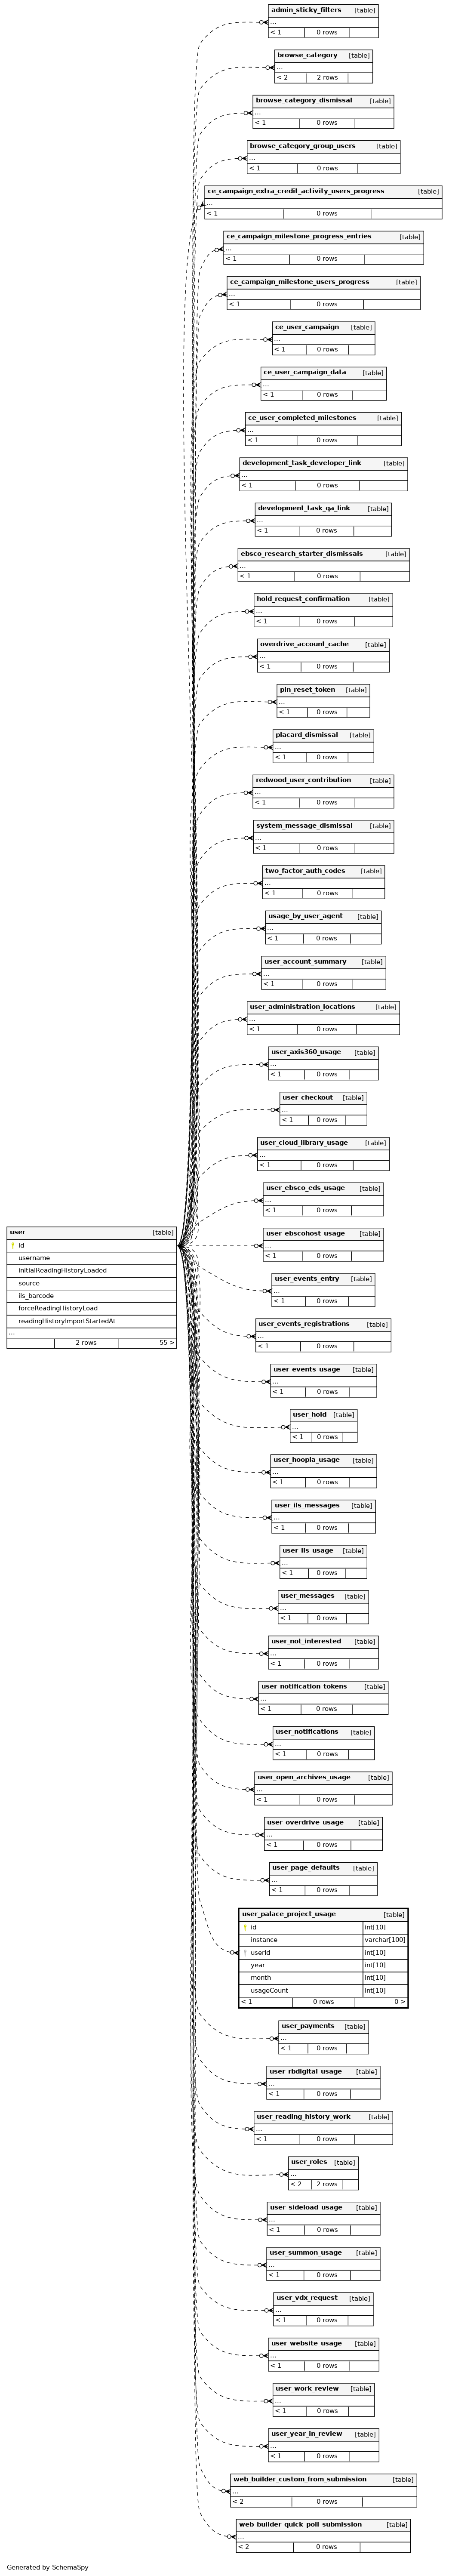 admin_sticky_filters [table]
...
< 1 0 rows
browse_category [table]
...
< 2 2 rows
browse_category_dismissal [table]
...
< 1 0 rows
browse_category_group_users [table]
...
< 1 0 rows
ce_campaign_extra_credit_activity_users_progress [table]
...
< 1 0 rows
ce_campaign_milestone_progress_entries [table]
...
< 1 0 rows
ce_campaign_milestone_users_progress [table]
...
< 1 0 rows
ce_user_campaign [table]
...
< 1 0 rows
ce_user_campaign_data [table]
...
< 1 0 rows
ce_user_completed_milestones [table]
...
< 1 0 rows
development_task_developer_link [table]
...
< 1 0 rows
development_task_qa_link [table]
...
< 1 0 rows
ebsco_research_starter_dismissals [table]
...
< 1 0 rows
hold_request_confirmation [table]
...
< 1 0 rows
overdrive_account_cache [table]
...
< 1 0 rows
pin_reset_token [table]
...
< 1 0 rows
placard_dismissal [table]
...
< 1 0 rows
redwood_user_contribution [table]
...
< 1 0 rows
system_message_dismissal [table]
...
< 1 0 rows
two_factor_auth_codes [table]
...
< 1 0 rows
usage_by_user_agent [table]
...
< 1 0 rows
user_account_summary [table]
...
< 1 0 rows
user_administration_locations [table]
...
< 1 0 rows
user_axis360_usage [table]
...
< 1 0 rows
user_checkout [table]
...
< 1 0 rows
user_cloud_library_usage [table]
...
< 1 0 rows
user_ebsco_eds_usage [table]
...
< 1 0 rows
user [table]
id
username
initialReadingHistoryLoaded
source
ils_barcode
forceReadingHistoryLoad
readingHistoryImportStartedAt
...
2 rows 55 >
user_ebscohost_usage [table]
...
< 1 0 rows
user_events_entry [table]
...
< 1 0 rows
user_events_registrations [table]
...
< 1 0 rows
user_events_usage [table]
...
< 1 0 rows
user_hold [table]
...
< 1 0 rows
user_hoopla_usage [table]
...
< 1 0 rows
user_ils_messages [table]
...
< 1 0 rows
user_ils_usage [table]
...
< 1 0 rows
user_messages [table]
...
< 1 0 rows
user_not_interested [table]
...
< 1 0 rows
user_notification_tokens [table]
...
< 1 0 rows
user_notifications [table]
...
< 1 0 rows
user_open_archives_usage [table]
...
< 1 0 rows
user_overdrive_usage [table]
...
< 1 0 rows
user_page_defaults [table]
...
< 1 0 rows
user_palace_project_usage [table]
id int[10]
instance varchar[100]
userId int[10]
year int[10]
month int[10]
usageCount int[10]
< 1 0 rows 0 >
user_payments [table]
...
< 1 0 rows
user_rbdigital_usage [table]
...
< 1 0 rows
user_reading_history_work [table]
...
< 1 0 rows
user_roles [table]
...
< 2 2 rows
user_sideload_usage [table]
...
< 1 0 rows
user_summon_usage [table]
...
< 1 0 rows
user_vdx_request [table]
...
< 1 0 rows
user_website_usage [table]
...
< 1 0 rows
user_work_review [table]
...
< 1 0 rows
user_year_in_review [table]
...
< 1 0 rows
web_builder_custom_from_submission [table]
...
< 2 0 rows
web_builder_quick_poll_submission [table]
...
< 2 0 rows
Generated by SchemaSpy